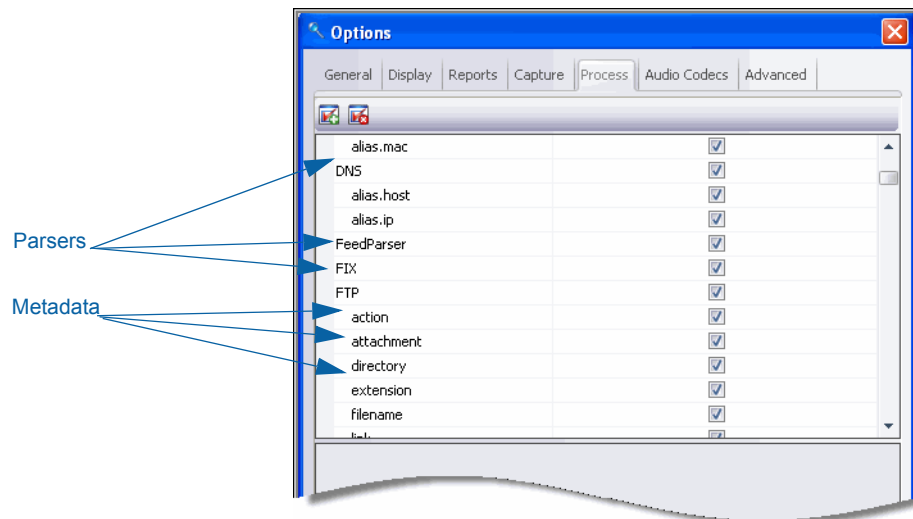 Options
General Display Reports Capture Process Audio Codecs Advanced
alias.mac
DNS
alias.host
alias.ip
Parsers
FeedParser
FIX
FTP
Metadata
action
attachment
directory
extension
filename
link